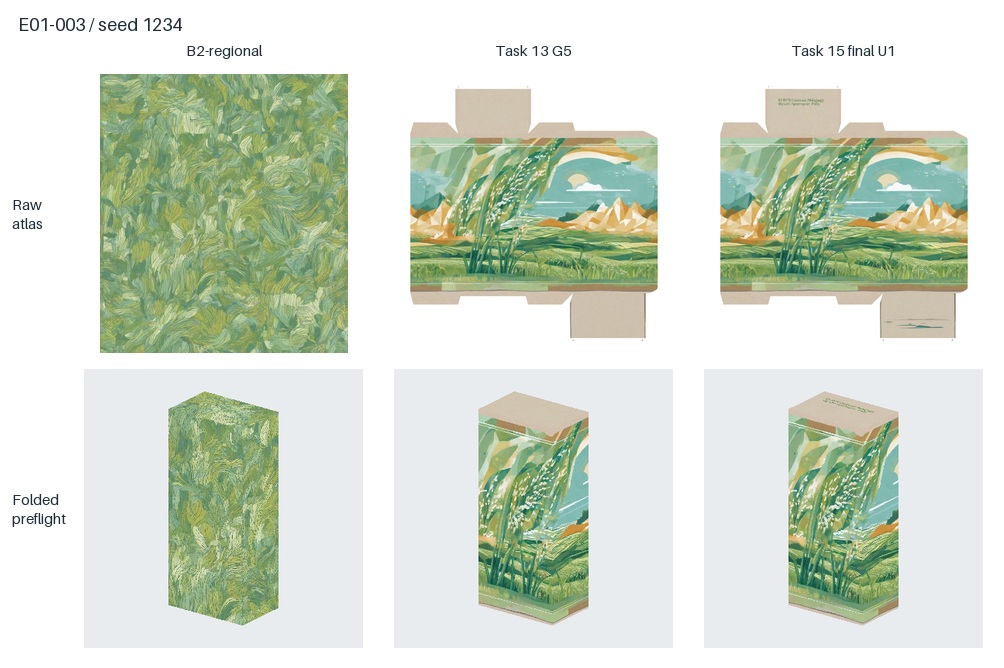 E01-003 / seed 1234
B2-regional
Task 13 G5
Task 15 final U1
Raw
atlas
Folded
preflight